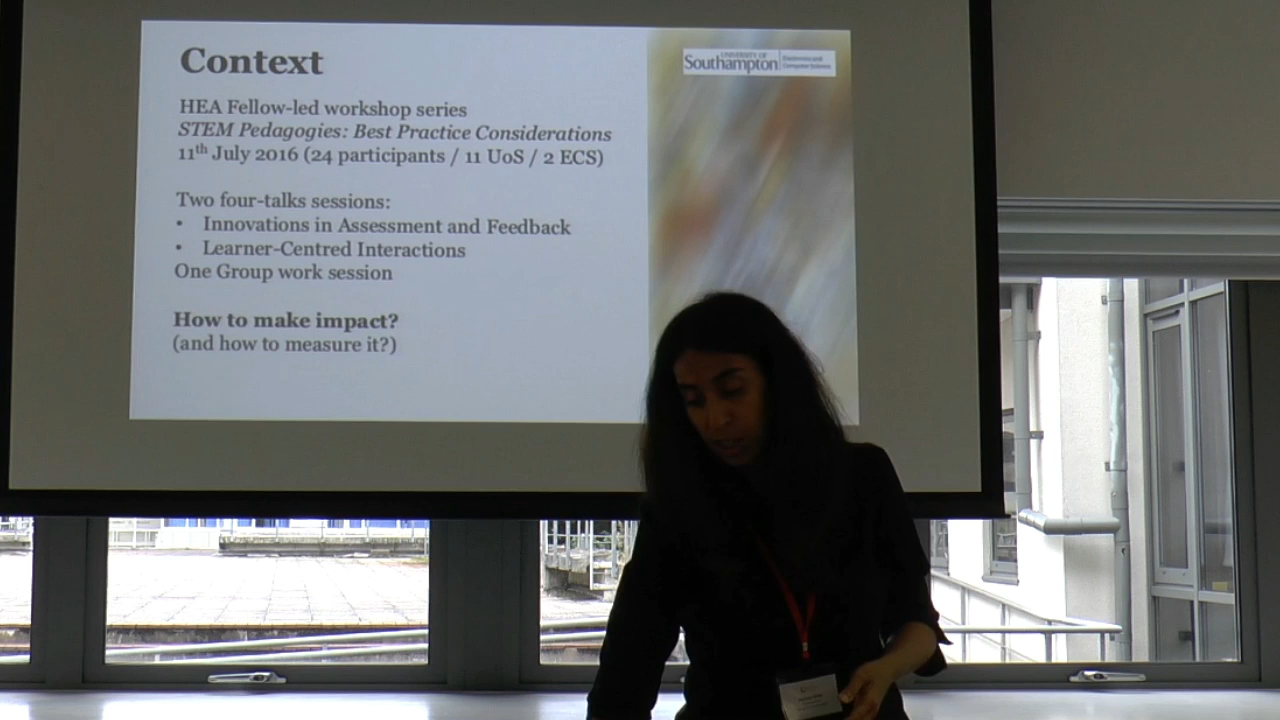 Context
UNIVERSITY OF
Southampton
Electronics and
Computer Science
HEA Fellow-led workshop series
STEM Pedagogies: Best Practice Considerations
11th July 2016 (24 participants / 11 UoS / 2 ECS)
Two four-talks sessions:
• Innovations in Assessment and Feedback
• Learner-Centred Interactions
One Group work session
How to make impact?
(and how to measure it?)